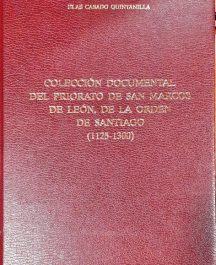 BLAS CASADO QUINTANILLA
COLECCIÓN DOCUMENTAL
DEL PRIORATO DE SAN MARCOS
DE LEÓN, DE LA ORDEN
DE SANTIAGO
(1125-1300)